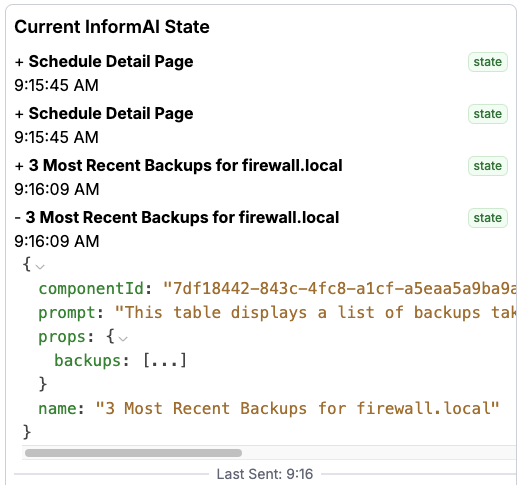 Current InformAI State
+ Schedule Detail Page state
9:15:45 AM
+ Schedule Detail Page state
9:15:45 AM
+ 3 Most Recent Backups for firewall.local state
9:16:09 AM
- 3 Most Recent Backups for firewall.local state
9:16:09 AM
{
componentId: "7df18442-843c-4fc8-a1cf-a5eaa5a9ba9a
prompt: "This table displays a list of backups tak
props: {
backups: [...]
}
name: "3 Most Recent Backups for firewall.local"
}
Last Sent: 9:16